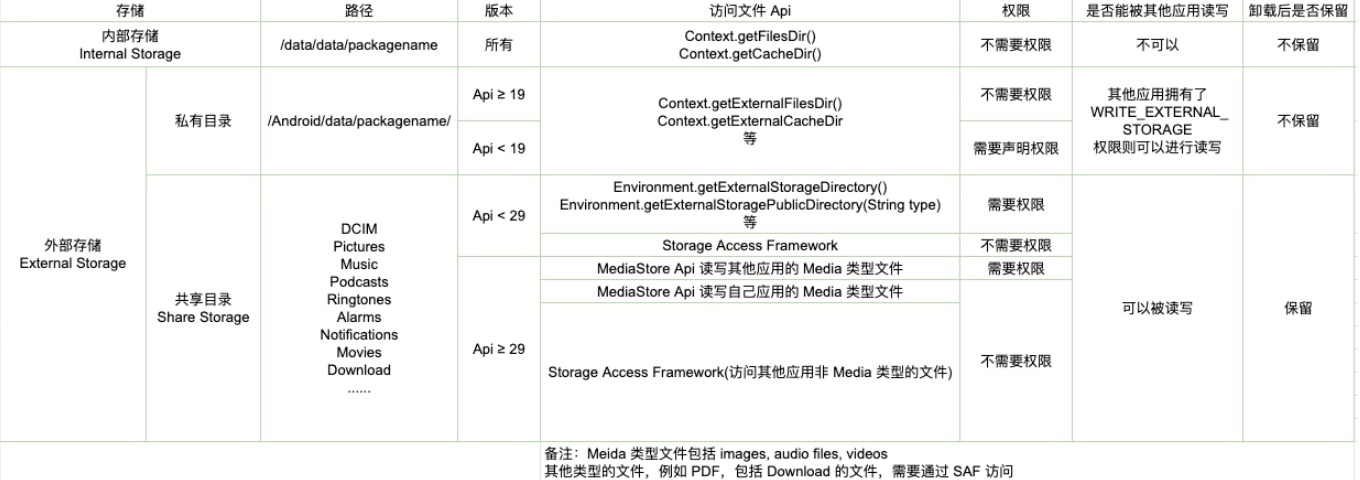 存储 路径 版本 访问文件 Api 权限 是否能被其他应用读写 卸载后是否保留
内部存储
Internal Storage
/data/data/packagename
所有
Context.getFilesDir()
Context.getCacheDir()
不需要权限
不可以
不保留
外部存储
External Storage
私有目录
/Android/data/packagename/
Api ≥ 19
Api < 19
Context.getExternalFilesDir()
Context.getExternalCacheDir
等
不需要权限
需要声明权限
其他应用拥有了
WRITE_EXTERNAL_
STORAGE
权限则可以进行读写
不保留
共享目录
Share Storage
DCIM
Pictures
Music
Podcasts
Ringtones
Alarms
Notifications
Movies
Download
......
Api < 29
Environment.getExternalStorageDirectory()
Environment.getExternalStoragePublicDirectory(String type)
等
需要权限
Storage Access Framework
不需要权限
Api ≥ 29
MediaStore Api 读写其他应用的 Media 类型文件
需要权限
MediaStore Api 读写自己应用的 Media 类型文件
Storage Access Framework(访问其他应用非 Media 类型的文件)
不需要权限
可以被读写
保留
备注：Meida 类型文件包括 images, audio files, videos
其他类型的文件，例如 PDF，包括 Download 的文件，需要通过 SAF 访问